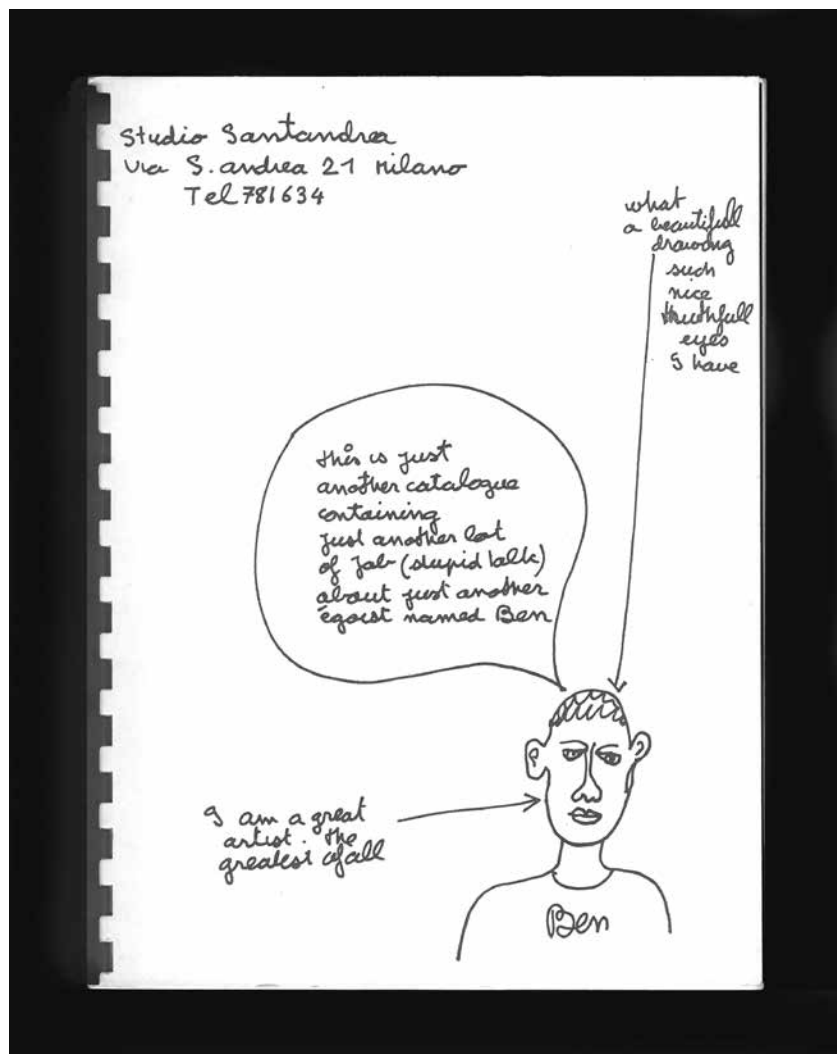 Studio Santandrea
Via S. andrea 21 Milano
Tel 781634
what
a beautiful
drawing
such
nice
thruthfull
eyes
I have
this is just
another catalogue
containing
just another lot
of jab (stupid talk)
about just another
égoist named Ben
I am a great
artist. the
greatest of all
Ben